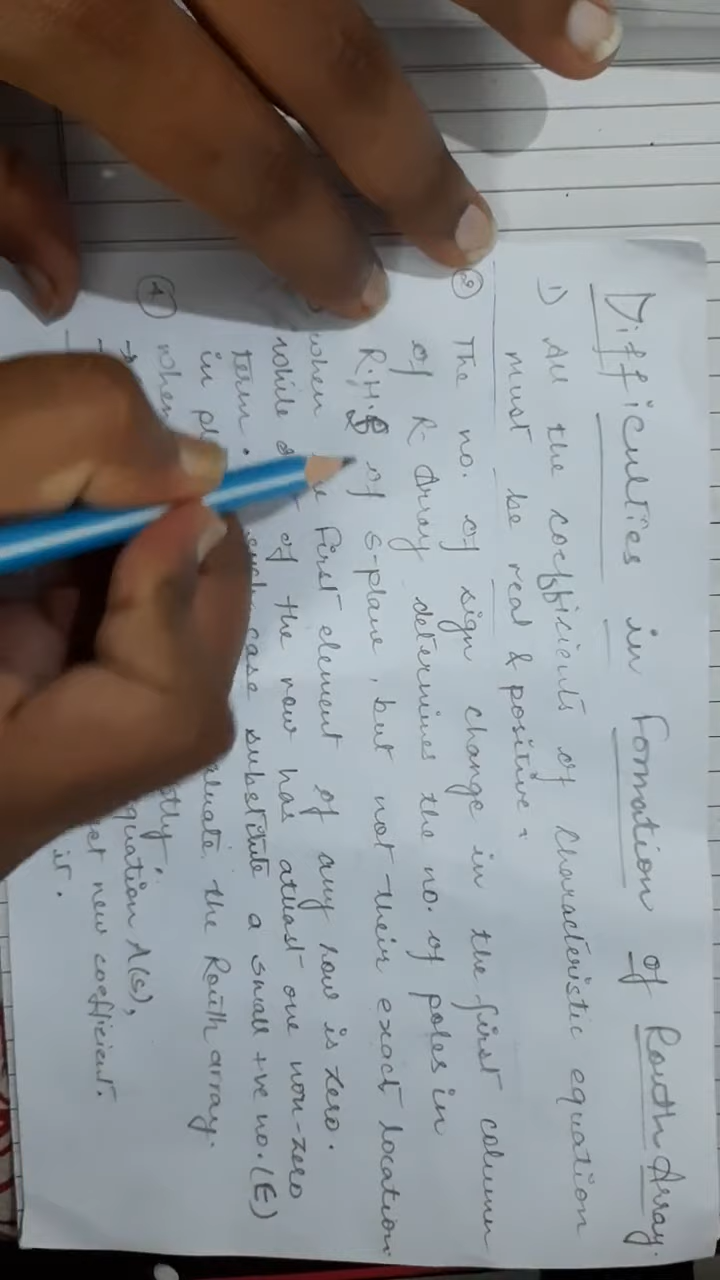 Difficulties in Formation of Routh Array.
1) All the coefficients of characteristic equation
must be real & positive.
② The no. of sign change in the first column
of R Array determines the no. of poles in
R.H.S of s-plane, but not their exact location
when First element of any row is zero.
while of the row has atleast one non-zero
term. such case substitute a small +ve no. (E)
in the Routh array.
④ when
equation A(s),
new coefficient.
it.